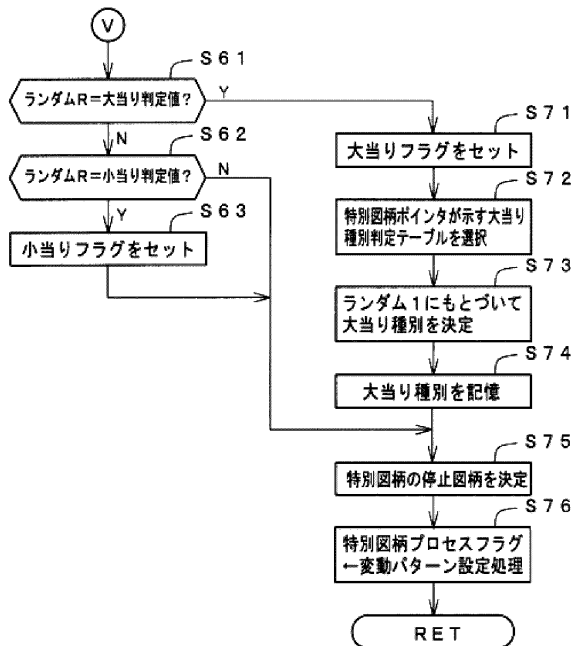 V
S61
ランダムR=大当り判定値?
Y
N
S62
ランダムR=小当り判定値?
N
Y
S63
小当りフラグをセット
S71
大当りフラグをセット
S72
特別図柄ポインタが示す大当り
種別判定テーブルを選択
S73
ランダム1にもとづいて
大当り種別を決定
S74
大当り種別を記憶
S75
特別図柄の停止図柄を決定
S76
特別図柄プロセスフラグ
←変動パターン設定処理
RET